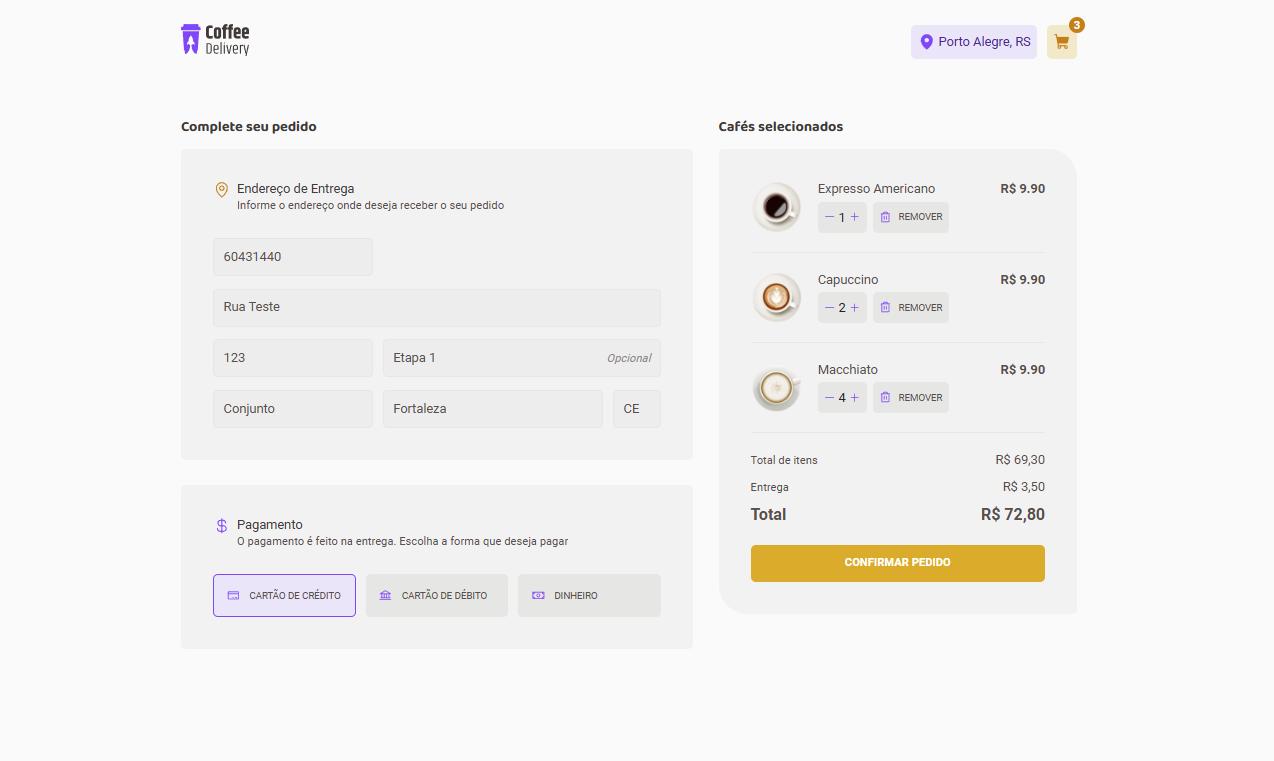 Coffee
Delivery
Porto Alegre, RS
3
Complete seu pedido
Endereço de Entrega
Informe o endereço onde deseja receber o seu pedido
60431440
Rua Teste
123
Etapa 1
Opcional
Conjunto
Fortaleza
CE
$ Pagamento
O pagamento é feito na entrega. Escolha a forma que deseja pagar
CARTÃO DE CRÉDITO
CARTÃO DE DÉBITO
DINHEIRO
Cafés selecionados
Expresso Americano R$ 9.90
− 1 + REMOVER
Capuccino R$ 9.90
− 2 + REMOVER
Macchiato R$ 9.90
− 4 + REMOVER
Total de itens R$ 69,30
Entrega R$ 3,50
Total R$ 72,80
CONFIRMAR PEDIDO